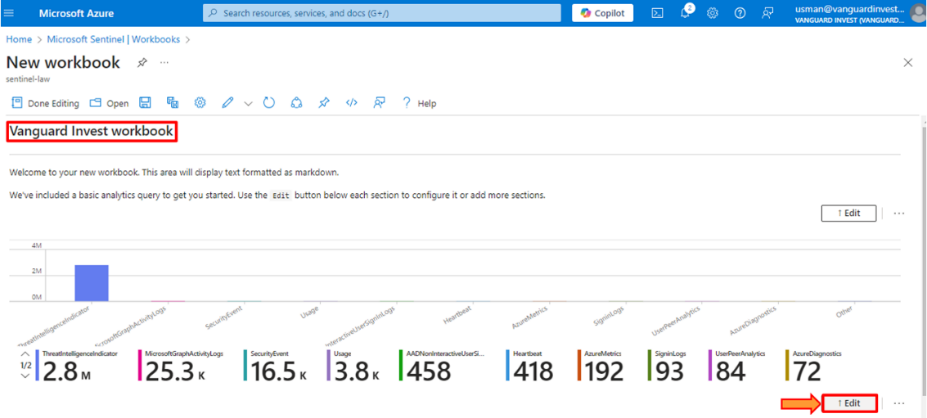 Microsoft Azure
Search resources, services, and docs (G+/)
Copilot
2
usman@vanguardinvest...
VANGUARD INVEST (VANGUARD...
Home > Microsoft Sentinel | Workbooks >
New workbook
sentinel-law
Done Editing Open Help
Vanguard Invest workbook
Welcome to your new workbook. This area will display text formatted as markdown.
We've included a basic analytics query to get you started. Use the Edit button below each section to configure it or add more sections.
↑ Edit
4M
2M
0M
ThreatIntelligenceIndicator
MicrosoftGraphActivityLogs
SecurityEvent
Usage
InteractiveUserSignInLogs
Heartbeat
AzureMetrics
SigninLogs
UserPeerAnalytics
AzureDiagnostics
Other
1/2
ThreatIntelligenceIndicator MicrosoftGraphActivityLogs SecurityEvent Usage AADNonInteractiveUserSi... Heartbeat AzureMetrics SigninLogs UserPeerAnalytics AzureDiagnostics
2.8 M 25.3 K 16.5 K 3.8 K 458 418 192 93 84 72
↑ Edit